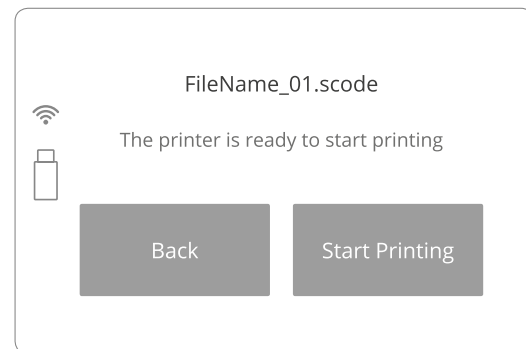 FileName_01.scode
The printer is ready to start printing
Back
Start Printing